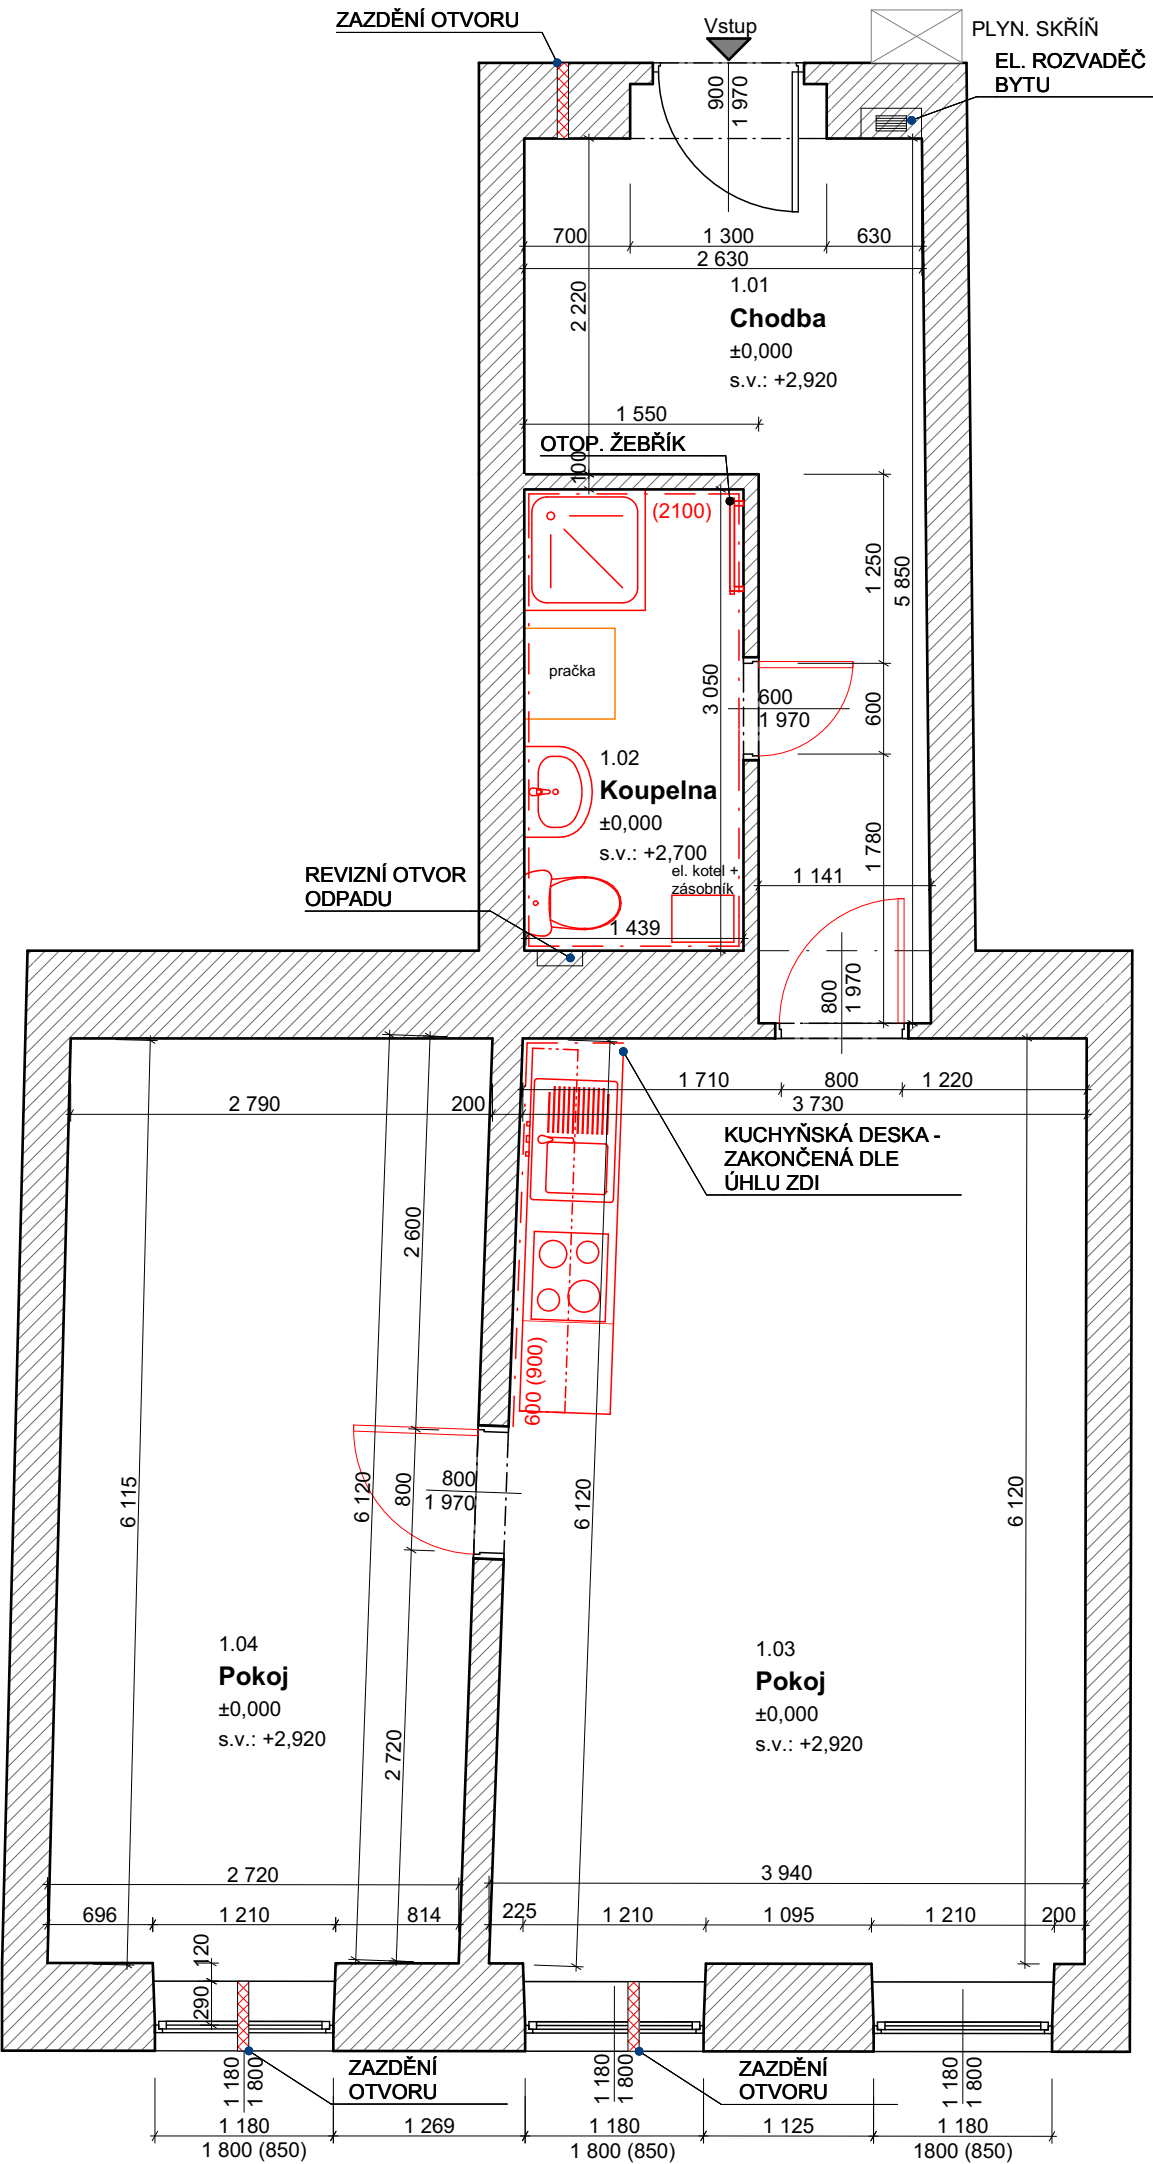 ZAZDĚNÍ OTVORU
Vstup
PLYN. SKŘÍŇ
EL. ROZVADĚČ
BYTU
900
1 970
700
1 300
630
2 630
2 220
1.01
Chodba
±0,000
s.v.: +2,920
1 550
OTOP. ŽEBŘÍK
100
(2100)
1 250
5 850
pračka
3 050
600
1 970
600
1.02
Koupelna
±0,000
s.v.: +2,700
el. kotel +
zásobník
1 780
1 141
REVIZNÍ OTVOR
ODPADU
1 439
800
1 970
1 710
800
1 220
2 790
200
3 730
KUCHYŇSKÁ DESKA -
ZAKONČENÁ DLE
ÚHLU ZDI
2 600
600 (900)
6 115
6 120
800
800
1 970
6 120
6 120
1.04
Pokoj
±0,000
s.v.: +2,920
1.03
Pokoj
±0,000
s.v.: +2,920
2 720
2 720
3 940
696
1 210
814
225
1 210
1 095
1 210
200
120
290
1 180
1 800
ZAZDĚNÍ
OTVORU
1 180
1 800
ZAZDĚNÍ
OTVORU
1 180
1 800
1 180
1 269
1 180
1 125
1 180
1 800 (850)
1 800 (850)
1800 (850)